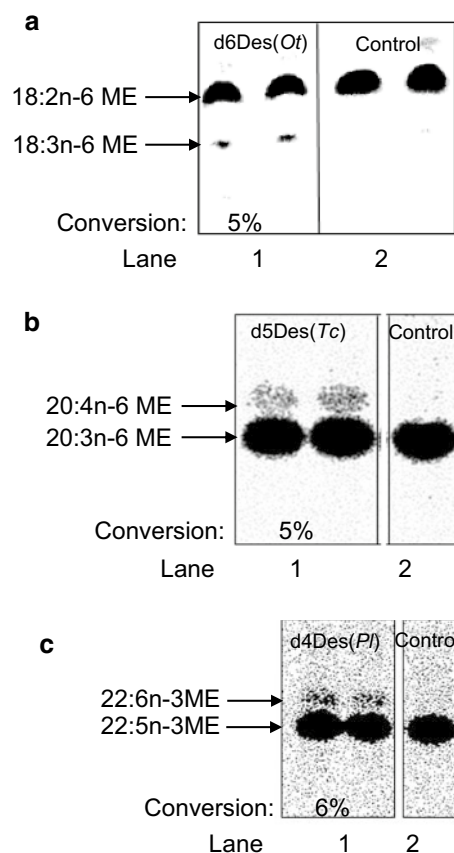 a
d6Des(Ot) Control
18:2n-6 ME
18:3n-6 ME
Conversion: 5%
Lane 1 2
b
d5Des(Tc) Control
20:4n-6 ME
20:3n-6 ME
Conversion: 5%
Lane 1 2
c
d4Des(Pl) Control
22:6n-3ME
22:5n-3ME
Conversion: 6%
Lane 1 2